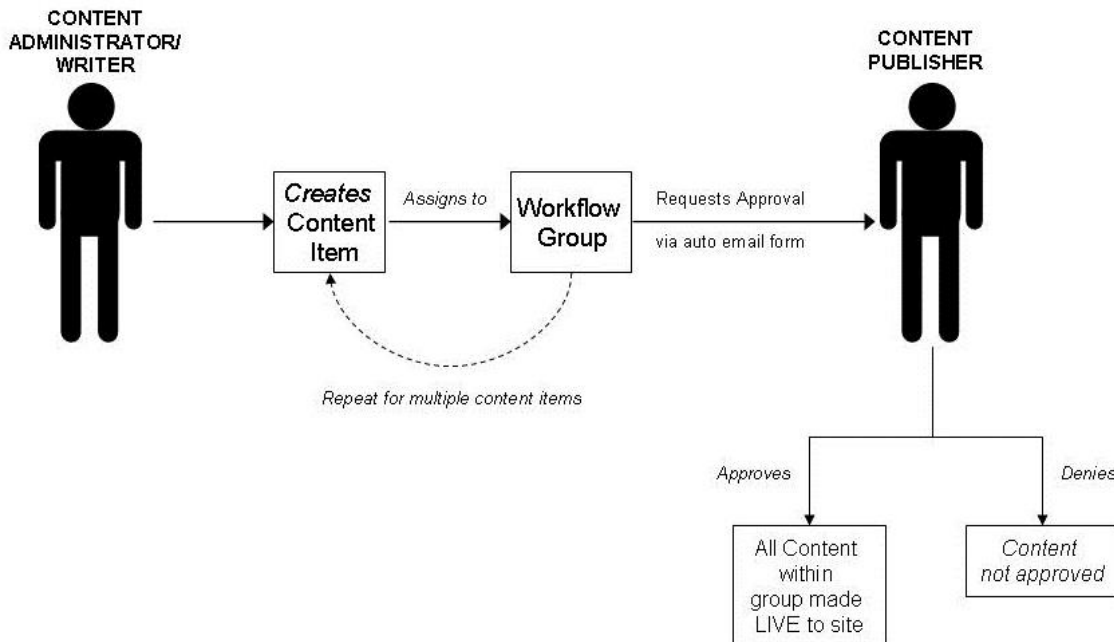 CONTENT
ADMINISTRATOR/
WRITER
CONTENT
PUBLISHER
Creates
Content
Item
Assigns to
Workflow
Group
Requests Approval
via auto email form
Repeat for multiple content items
Approves
Denies
All Content
within
group made
LIVE to site
Content
not approved